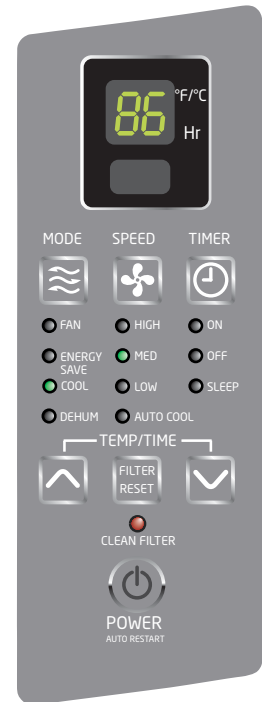 86 °F/°C
Hr
MODE SPEED TIMER
FAN HIGH ON
ENERGY SAVE MED OFF
COOL LOW SLEEP
DEHUM AUTO COOL
TEMP/TIME
FILTER
RESET
CLEAN FILTER
POWER
AUTO RESTART